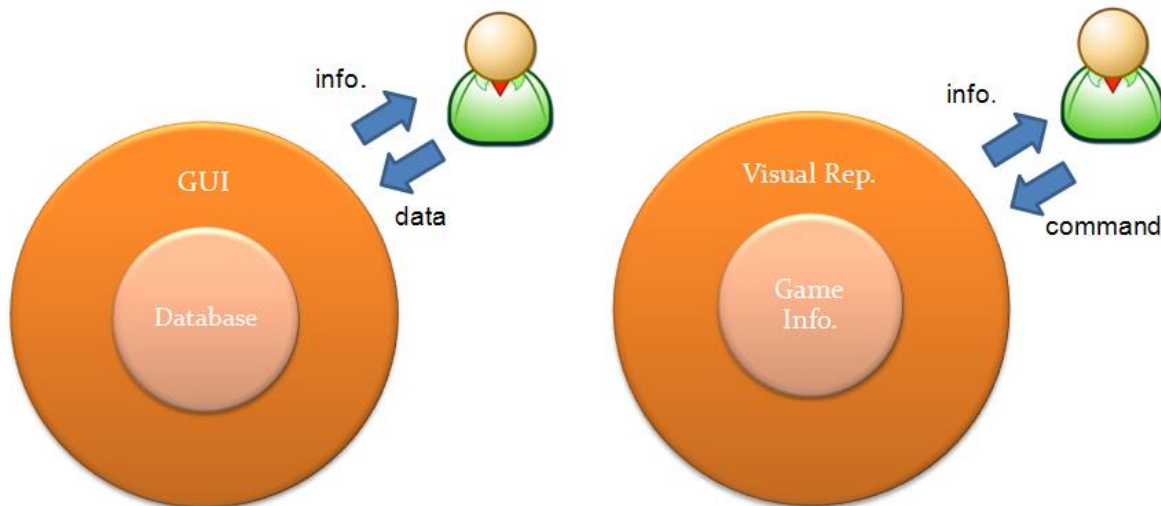 info.
GUI
data
Database
info.
Visual Rep.
command
Game
Info.